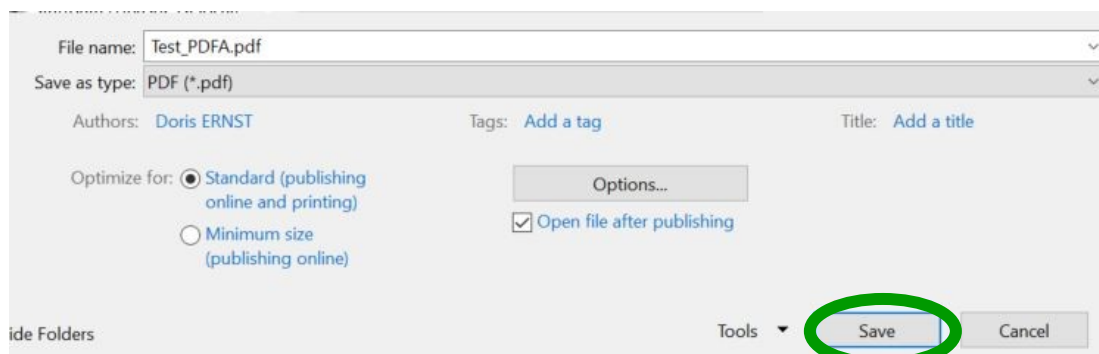 File name: Test_PDFA.pdf
Save as type: PDF (*.pdf)
Authors: Doris ERNST Tags: Add a tag Title: Add a title
Optimize for: Standard (publishing
online and printing)
Options...
Minimum size
(publishing online)
Open file after publishing
ide Folders Tools Save Cancel